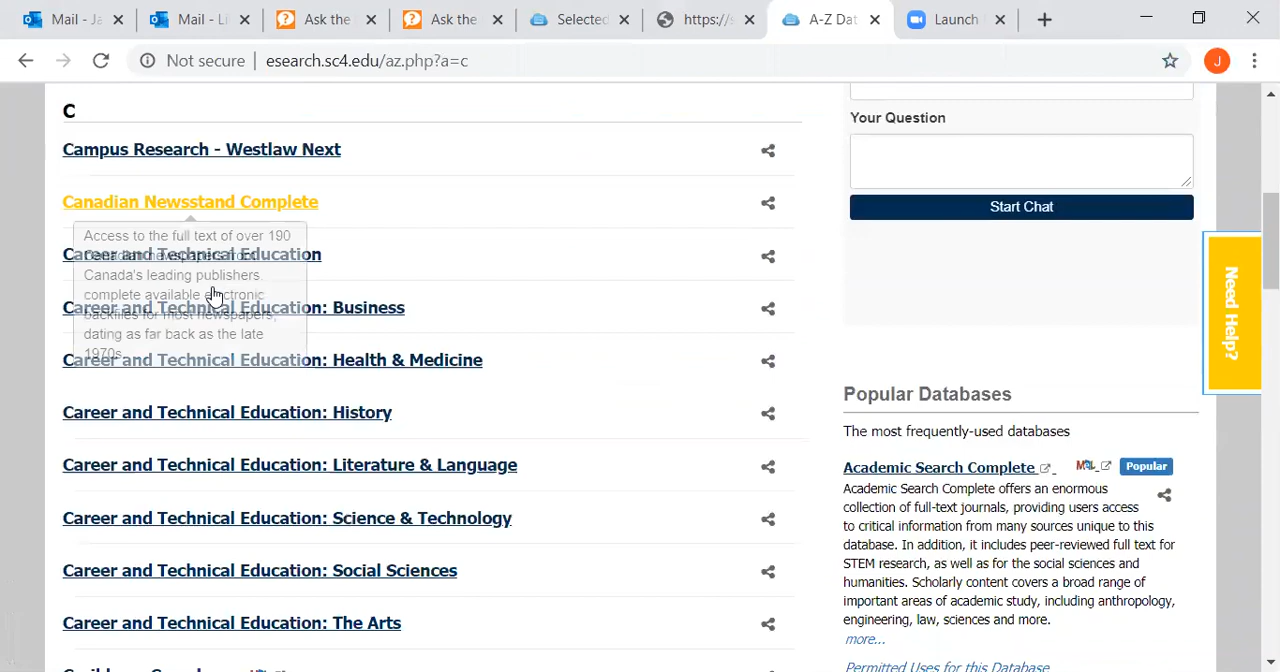 Mail - Ja
Mail - Li
Ask the
Ask the
Selected
https://s
A-Z Dat
Launch
Not secure
esearch.sc4.edu/az.php?a=c
J
C
Campus Research - Westlaw Next
Canadian Newsstand Complete
Access to the full text of over 190
Canadian newspapers from
Canada's leading publishers.
complete available electronic
backfiles for most newspapers,
dating as far back as the late
1970s.
Career and Technical Education
Career and Technical Education: Business
Career and Technical Education: Health & Medicine
Career and Technical Education: History
Career and Technical Education: Literature & Language
Career and Technical Education: Science & Technology
Career and Technical Education: Social Sciences
Career and Technical Education: The Arts
Your Question
Start Chat
Need Help?
Popular Databases
The most frequently-used databases
Academic Search Complete MeL Popular
Academic Search Complete offers an enormous
collection of full-text journals, providing users access
to critical information from many sources unique to this
database. In addition, it includes peer-reviewed full text for
STEM research, as well as for the social sciences and
humanities. Scholarly content covers a broad range of
important areas of academic study, including anthropology,
engineering, law, sciences and more.
more...
Permitted Uses for this Database